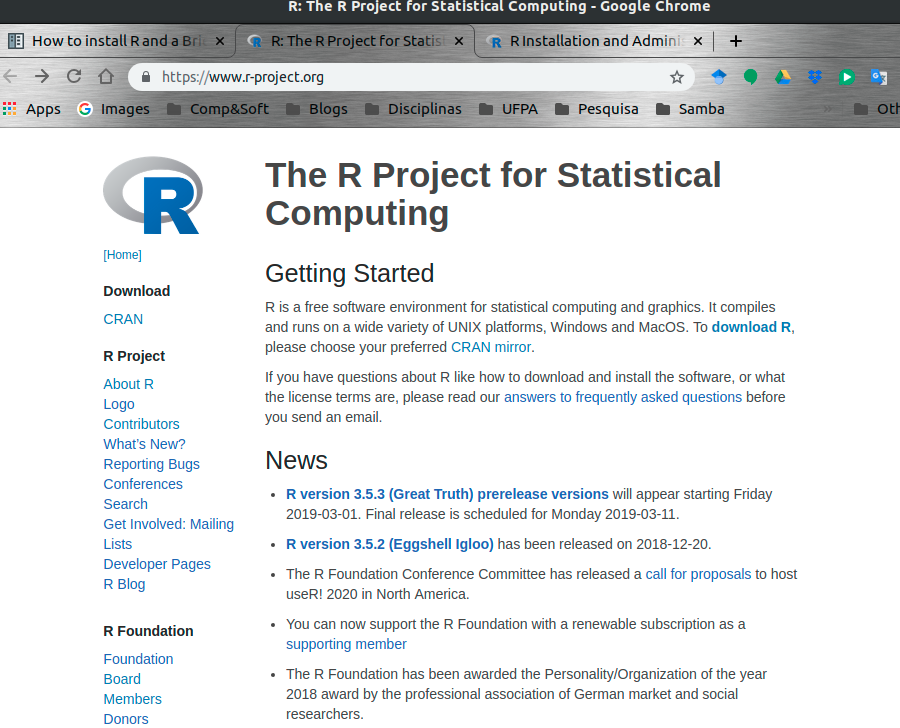 R: The R Project for Statistical Computing - Google Chrome
How to install R and a Bri
R: The R Project for Statis
R Installation and Admini
https://www.r-project.org
Apps
Images
Comp&Soft
Blogs
Disciplinas
UFPA
Pesquisa
Samba
»
Oth
R
The R Project for Statistical
Computing
[Home]
Download
CRAN
R Project
About R
Logo
Contributors
What's New?
Reporting Bugs
Conferences
Search
Get Involved: Mailing
Lists
Developer Pages
R Blog
R Foundation
Foundation
Board
Members
Donors
Getting Started
R is a free software environment for statistical computing and graphics. It compiles
and runs on a wide variety of UNIX platforms, Windows and MacOS. To download R,
please choose your preferred CRAN mirror.
If you have questions about R like how to download and install the software, or what
the license terms are, please read our answers to frequently asked questions before
you send an email.
News
• R version 3.5.3 (Great Truth) prerelease versions will appear starting Friday
2019-03-01. Final release is scheduled for Monday 2019-03-11.
• R version 3.5.2 (Eggshell Igloo) has been released on 2018-12-20.
• The R Foundation Conference Committee has released a call for proposals to host
useR! 2020 in North America.
• You can now support the R Foundation with a renewable subscription as a
supporting member
• The R Foundation has been awarded the Personality/Organization of the year
2018 award by the professional association of German market and social
researchers.